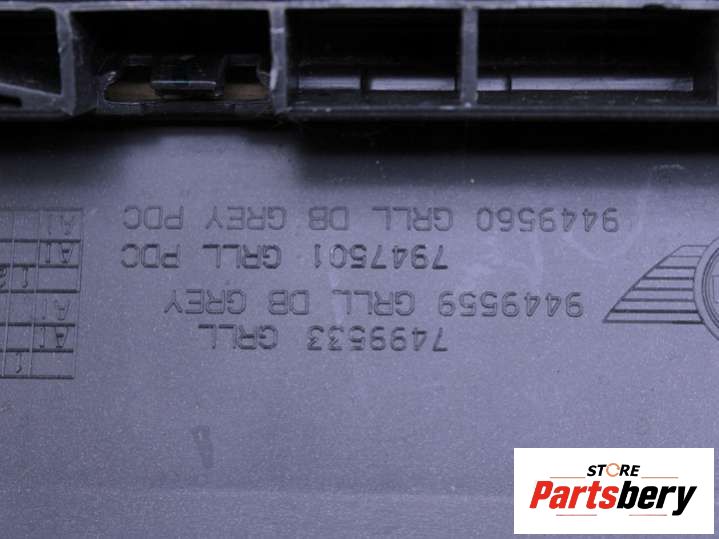 7499533 GRLL
9449559 GRLL DB GREY
7947501 GRLL PDC
9449560 GRLL DB GREY PDC
STORE
Partsbery